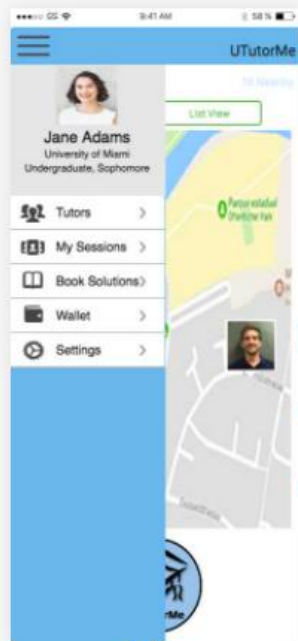 9:41 AM
58 %
UTutorMe
List View
Jane Adams
University of Miami
Undergraduate, Sophomore
Tutors
My Sessions
Book Solutions
Wallet
Settings